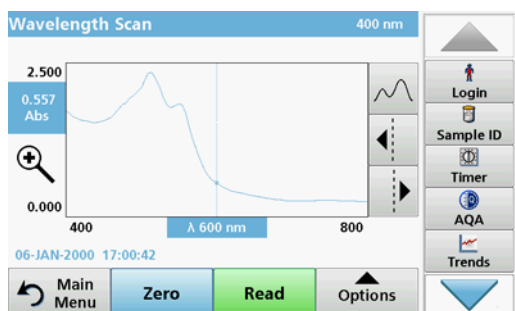 Wavelength Scan 400 nm
2.500
0.557
Abs
0.000
400 λ 600 nm 800
06-JAN-2000 17:00:42
Main
Menu
Zero
Read
Options
Login
Sample ID
Timer
AQA
Trends